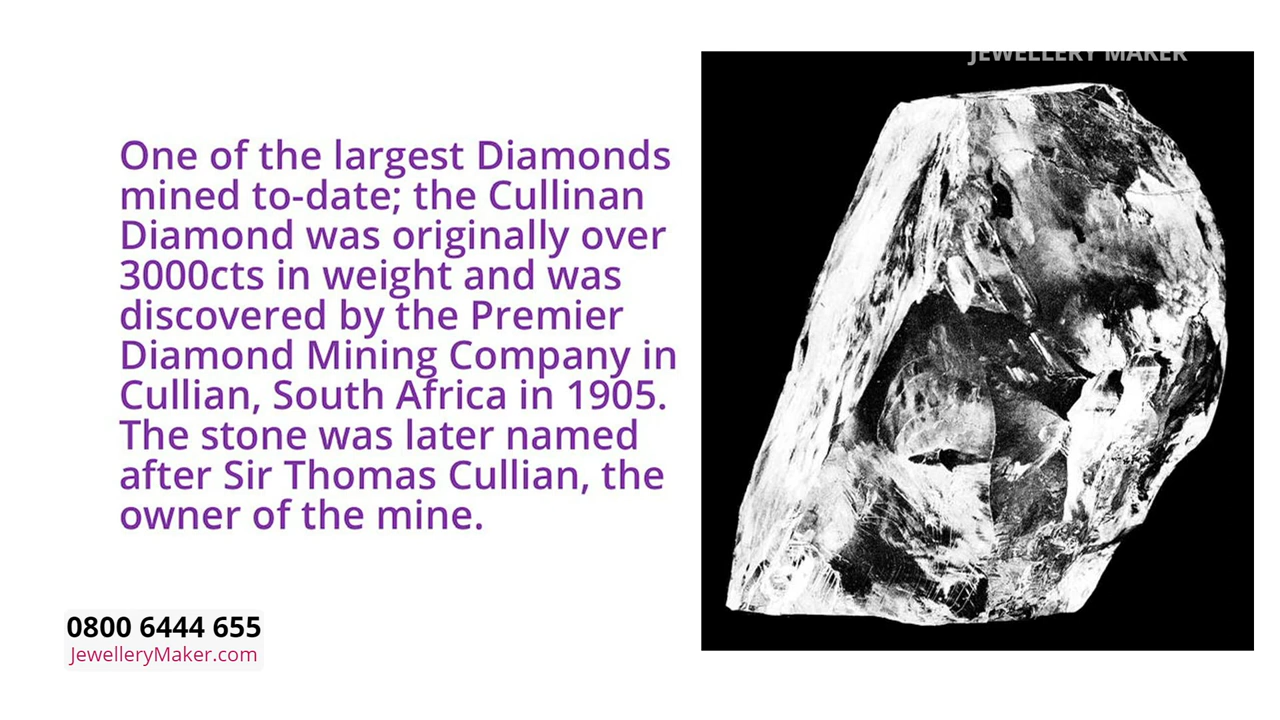 JEWELLERY MAKER
One of the largest Diamonds
mined to-date; the Cullinan
Diamond was originally over
3000cts in weight and was
discovered by the Premier
Diamond Mining Company in
Cullian, South Africa in 1905.
The stone was later named
after Sir Thomas Cullian, the
owner of the mine.
0800 6444 655
JewelleryMaker.com